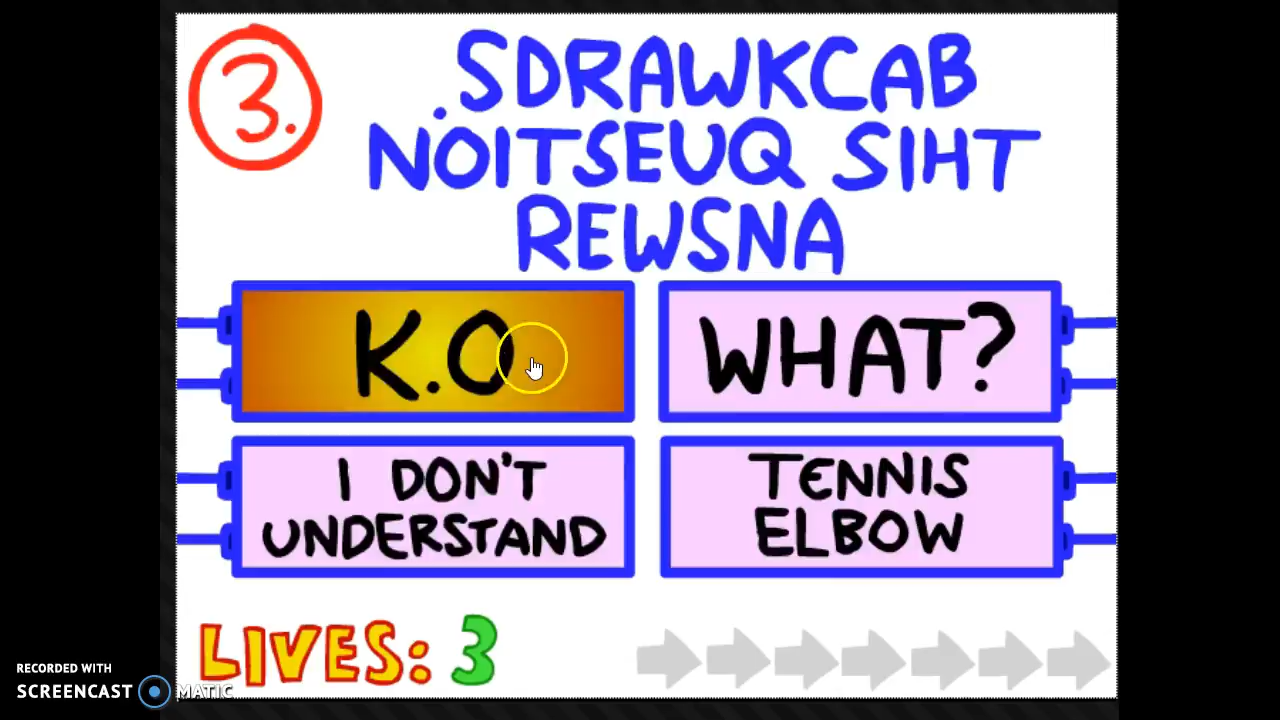 3.
.SDRAWKCAB
NOITSEUQ SIHT
REWSNA
K.O
WHAT?
I DON'T
UNDERSTAND
TENNIS
ELBOW
LIVES: 3
RECORDED WITH
SCREENCAST MATIC